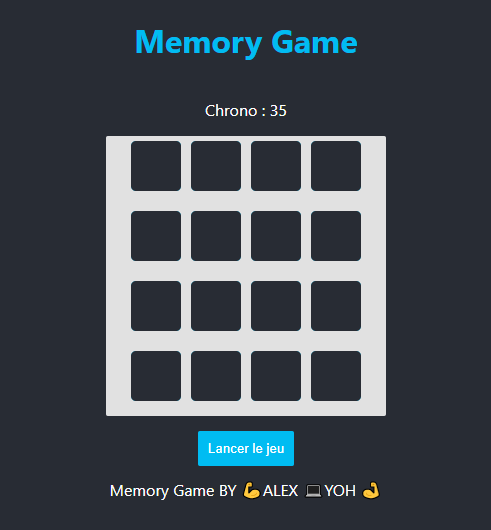 Memory Game
Chrono : 35
Lancer le jeu
Memory Game BY 💪ALEX 💻YOH 💪